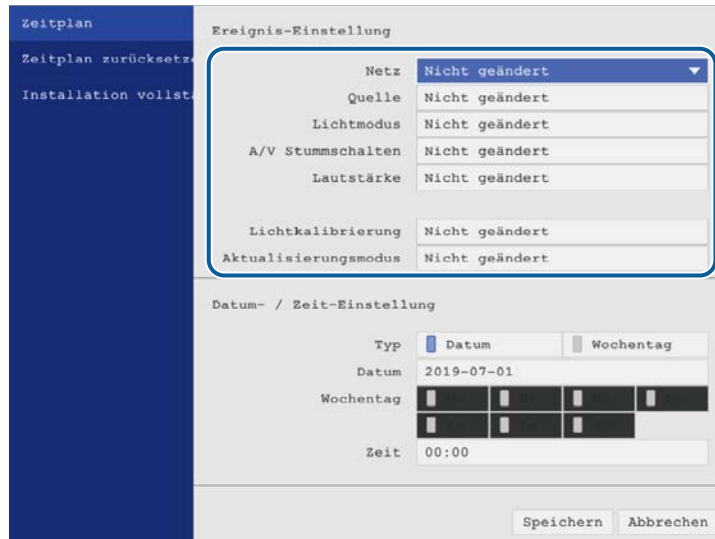 Zeitplan
Zeitplan zurücksetze
Installation vollstä
Ereignis-Einstellung
Netz Nicht geändert
Quelle Nicht geändert
Lichtmodus Nicht geändert
A/V Stummschalten Nicht geändert
Lautstärke Nicht geändert
Lichtkalibrierung Nicht geändert
Aktualisierungsmodus Nicht geändert
Datum- / Zeit-Einstellung
Typ Datum Wochentag
Datum 2019-07-01
Wochentag
Zeit 00:00
Speichern Abbrechen